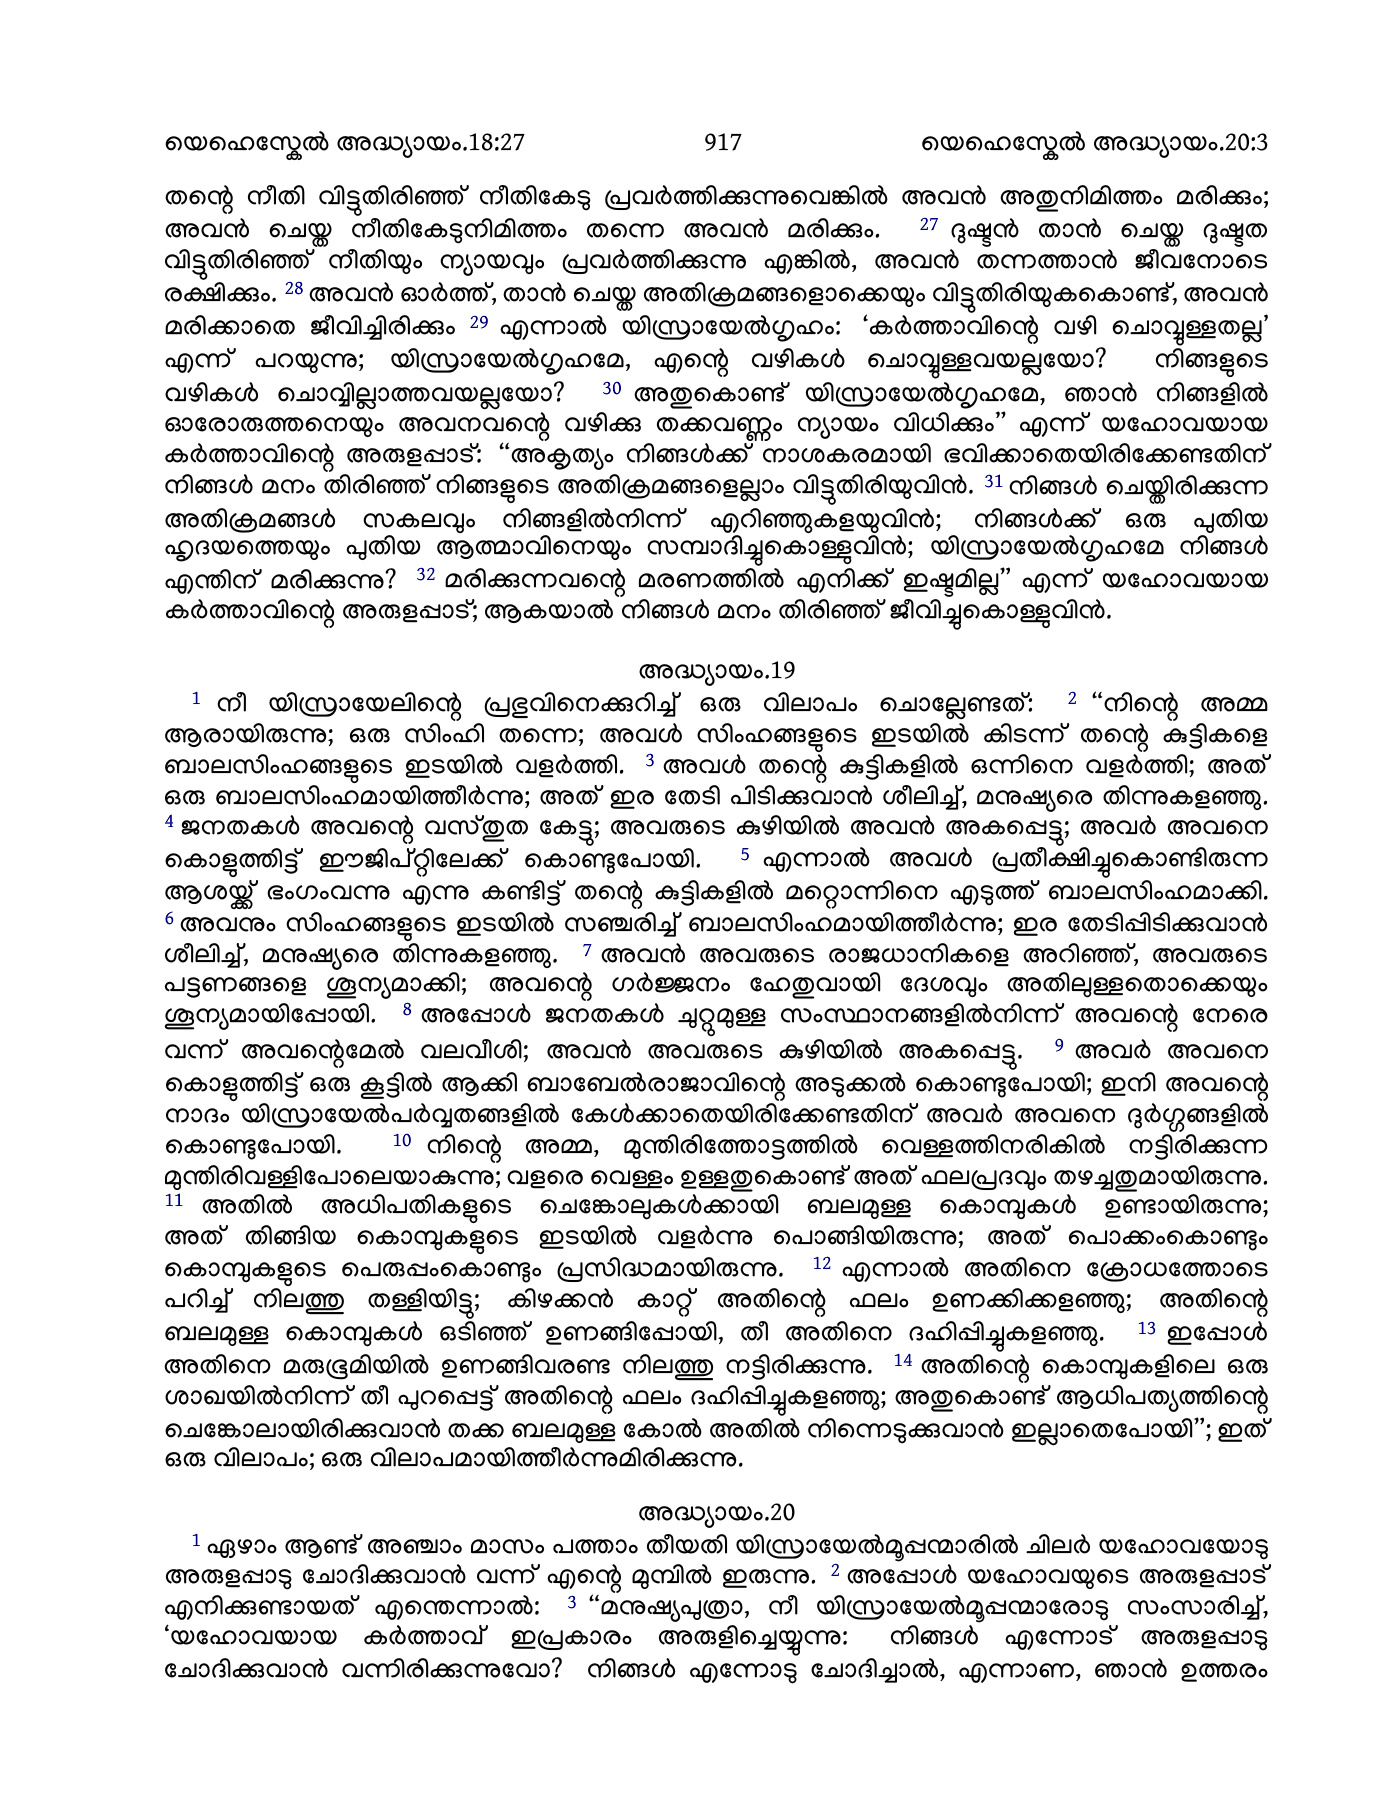 യെഹെസ്കേൽ അദ്ധ്യായം.18:27 917 യെഹെസ്കേൽ അദ്ധ്യായം.20:3
തന്റെ നീതി വിട്ടുതിരിഞ്ഞ് നീതികേടു പ്രവർത്തിക്കുന്നുവെങ്കിൽ അവൻ അതുനിമിത്തം മരിക്കും;
അവൻ ചെയ്ത നീതികേടുനിമിത്തം തന്നെ അവൻ മരിക്കും. 27 ദുഷ്ടൻ താൻ ചെയ്ത ദുഷ്ടത
വിട്ടുതിരിഞ്ഞ് നീതിയും ന്യായവും പ്രവർത്തിക്കുന്നു എങ്കിൽ, അവൻ തന്നത്താൻ ജീവനോടെ
രക്ഷിക്കും. 28 അവൻ ഓർത്ത്, താൻ ചെയ്ത അതിക്രമങ്ങളൊക്കെയും വിട്ടുതിരിയുകകൊണ്ട്, അവൻ
മരിക്കാതെ ജീവിച്ചിരിക്കും 29 എന്നാൽ യിസ്രായേൽഗൃഹം: ‘കർത്താവിന്റെ വഴി ചൊവ്വുള്ളതല്ല’
എന്ന് പറയുന്നു; യിസ്രായേൽഗൃഹമേ, എന്റെ വഴികൾ ചൊവ്വുള്ളവയല്ലയോ? നിങ്ങളുടെ
വഴികൾ ചൊവ്വില്ലാത്തവയല്ലയോ? 30 അതുകൊണ്ട് യിസ്രായേൽഗൃഹമേ, ഞാൻ നിങ്ങളിൽ
ഓരോരുത്തനെയും അവനവന്റെ വഴിക്കു തക്കവണ്ണം ന്യായം വിധിക്കും” എന്ന് യഹോവയായ
കർത്താവിന്റെ അരുളപ്പാട്: “അകൃത്യം നിങ്ങൾക്ക് നാശകരമായി ഭവിക്കാതെയിരിക്കേണ്ടതിന്
നിങ്ങൾ മനം തിരിഞ്ഞ് നിങ്ങളുടെ അതിക്രമങ്ങളെല്ലാം വിട്ടുതിരിയുവിൻ. 31 നിങ്ങൾ ചെയ്തിരിക്കുന്ന
അതിക്രമങ്ങൾ സകലവും നിങ്ങളിൽനിന്ന് എറിഞ്ഞുകളയുവിൻ; നിങ്ങൾക്ക് ഒരു പുതിയ
ഹൃദയത്തെയും പുതിയ ആത്മാവിനെയും സമ്പാദിച്ചുകൊള്ളുവിൻ; യിസ്രായേൽഗൃഹമേ നിങ്ങൾ
എന്തിന് മരിക്കുന്നു? 32 മരിക്കുന്നവന്റെ മരണത്തിൽ എനിക്ക് ഇഷ്ടമില്ല” എന്ന് യഹോവയായ
കർത്താവിന്റെ അരുളപ്പാട്; ആകയാൽ നിങ്ങൾ മനം തിരിഞ്ഞ് ജീവിച്ചുകൊള്ളുവിൻ.
അദ്ധ്യായം.19
1 നീ യിസ്രായേലിന്റെ പ്രഭുവിനെക്കുറിച്ച് ഒരു വിലാപം ചൊല്ലേണ്ടത്: 2 “നിന്റെ അമ്മ
ആരായിരുന്നു; ഒരു സിംഹി തന്നെ; അവൾ സിംഹങ്ങളുടെ ഇടയിൽ കിടന്ന് തന്റെ കുട്ടികളെ
ബാലസിംഹങ്ങളുടെ ഇടയിൽ വളർത്തി. 3 അവൾ തന്റെ കുട്ടികളിൽ ഒന്നിനെ വളർത്തി; അത്
ഒരു ബാലസിംഹമായിത്തീർന്നു; അത് ഇര തേടി പിടിക്കുവാൻ ശീലിച്ച്, മനുഷ്യരെ തിന്നുകളഞ്ഞു.
4 ജനതകൾ അവന്റെ വസ്തുത കേട്ടു; അവരുടെ കുഴിയിൽ അവൻ അകപ്പെട്ടു; അവർ അവനെ
കൊളുത്തിട്ട് ഈജിപ്റ്റിലേക്ക് കൊണ്ടുപോയി. 5 എന്നാൽ അവൾ പ്രതീക്ഷിച്ചുകൊണ്ടിരുന്ന
ആശയ്ക്ക് ഭംഗംവന്നു എന്നു കണ്ടിട്ട് തന്റെ കുട്ടികളിൽ മറ്റൊന്നിനെ എടുത്ത് ബാലസിംഹമാക്കി.
6 അവനും സിംഹങ്ങളുടെ ഇടയിൽ സഞ്ചരിച്ച് ബാലസിംഹമായിത്തീർന്നു; ഇര തേടിപ്പിടിക്കുവാൻ
ശീലിച്ച്, മനുഷ്യരെ തിന്നുകളഞ്ഞു. 7 അവൻ അവരുടെ രാജധാനികളെ അറിഞ്ഞ്, അവരുടെ
പട്ടണങ്ങളെ ശൂന്യമാക്കി; അവന്റെ ഗർജ്ജനം ഹേതുവായി ദേശവും അതിലുള്ളതൊക്കെയും
ശൂന്യമായിപ്പോയി. 8 അപ്പോൾ ജനതകൾ ചുറ്റുമുള്ള സംസ്ഥാനങ്ങളിൽനിന്ന് അവന്റെ നേരെ
വന്ന് അവന്റെമേൽ വലവീശി; അവൻ അവരുടെ കുഴിയിൽ അകപ്പെട്ടു. 9 അവർ അവനെ
കൊളുത്തിട്ട് ഒരു കൂട്ടിൽ ആക്കി ബാബേൽരാജാവിന്റെ അടുക്കൽ കൊണ്ടുപോയി; ഇനി അവന്റെ
നാദം യിസ്രായേൽപർവ്വതങ്ങളിൽ കേൾക്കാതെയിരിക്കേണ്ടതിന് അവർ അവനെ ദുർഗ്ഗങ്ങളിൽ
കൊണ്ടുപോയി. 10 നിന്റെ അമ്മ, മുന്തിരിത്തോട്ടത്തിൽ വെള്ളത്തിനരികിൽ നട്ടിരിക്കുന്ന
മുന്തിരിവള്ളിപോലെയാകുന്നു; വളരെ വെള്ളം ഉള്ളതുകൊണ്ട് അത് ഫലപ്രദവും തഴച്ചതുമായിരുന്നു.
11 അതിൽ അധിപതികളുടെ ചെങ്കോലുകൾക്കായി ബലമുള്ള കൊമ്പുകൾ ഉണ്ടായിരുന്നു;
അത് തിങ്ങിയ കൊമ്പുകളുടെ ഇടയിൽ വളർന്നു പൊങ്ങിയിരുന്നു; അത് പൊക്കംകൊണ്ടും
കൊമ്പുകളുടെ പെരുപ്പംകൊണ്ടും പ്രസിദ്ധമായിരുന്നു. 12 എന്നാൽ അതിനെ ക്രോധത്തോടെ
പറിച്ച് നിലത്തു തള്ളിയിട്ടു; കിഴക്കൻ കാറ്റ് അതിന്റെ ഫലം ഉണക്കിക്കളഞ്ഞു; അതിന്റെ
ബലമുള്ള കൊമ്പുകൾ ഒടിഞ്ഞ് ഉണങ്ങിപ്പോയി, തീ അതിനെ ദഹിപ്പിച്ചുകളഞ്ഞു. 13 ഇപ്പോൾ
അതിനെ മരുഭൂമിയിൽ ഉണങ്ങിവരണ്ട നിലത്തു നട്ടിരിക്കുന്നു. 14 അതിന്റെ കൊമ്പുകളിലെ ഒരു
ശാഖയിൽനിന്ന് തീ പുറപ്പെട്ട് അതിന്റെ ഫലം ദഹിപ്പിച്ചുകളഞ്ഞു; അതുകൊണ്ട് ആധിപത്യത്തിന്റെ
ചെങ്കോലായിരിക്കുവാൻ തക്ക ബലമുള്ള കോൽ അതിൽ നിന്നെടുക്കുവാൻ ഇല്ലാതെപോയി”; ഇത്
ഒരു വിലാപം; ഒരു വിലാപമായിത്തീർന്നുമിരിക്കുന്നു.
അദ്ധ്യായം.20
1 ഏഴാം ആണ്ട് അഞ്ചാം മാസം പത്താം തീയതി യിസ്രായേൽമൂപ്പന്മാരിൽ ചിലർ യഹോവയോടു
അരുളപ്പാടു ചോദിക്കുവാൻ വന്ന് എന്റെ മുമ്പിൽ ഇരുന്നു. 2 അപ്പോൾ യഹോവയുടെ അരുളപ്പാട്
എനിക്കുണ്ടായത് എന്തെന്നാൽ: 3 “മനുഷ്യപുത്രാ, നീ യിസ്രായേൽമൂപ്പന്മാരോടു സംസാരിച്ച്,
‘യഹോവയായ കർത്താവ് ഇപ്രകാരം അരുളിച്ചെയ്യുന്നു: നിങ്ങൾ എന്നോട് അരുളപ്പാടു
ചോദിക്കുവാൻ വന്നിരിക്കുന്നുവോ? നിങ്ങൾ എന്നോടു ചോദിച്ചാൽ, എന്നാണ, ഞാൻ ഉത്തരം